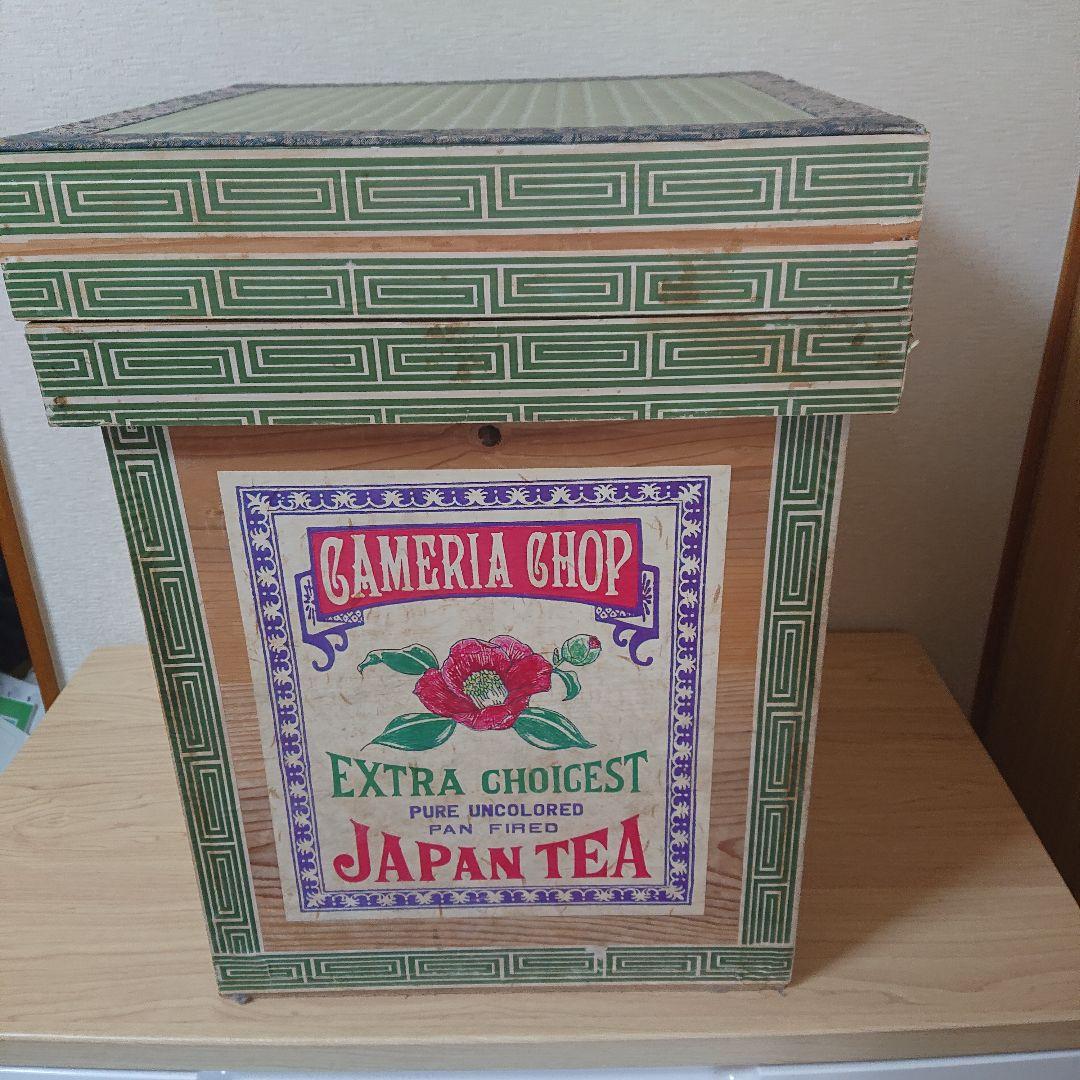 CAMERIA CHOP
EXTRA CHOICEST
PURE UNCOLORED
PAN FIRED
JAPAN TEA